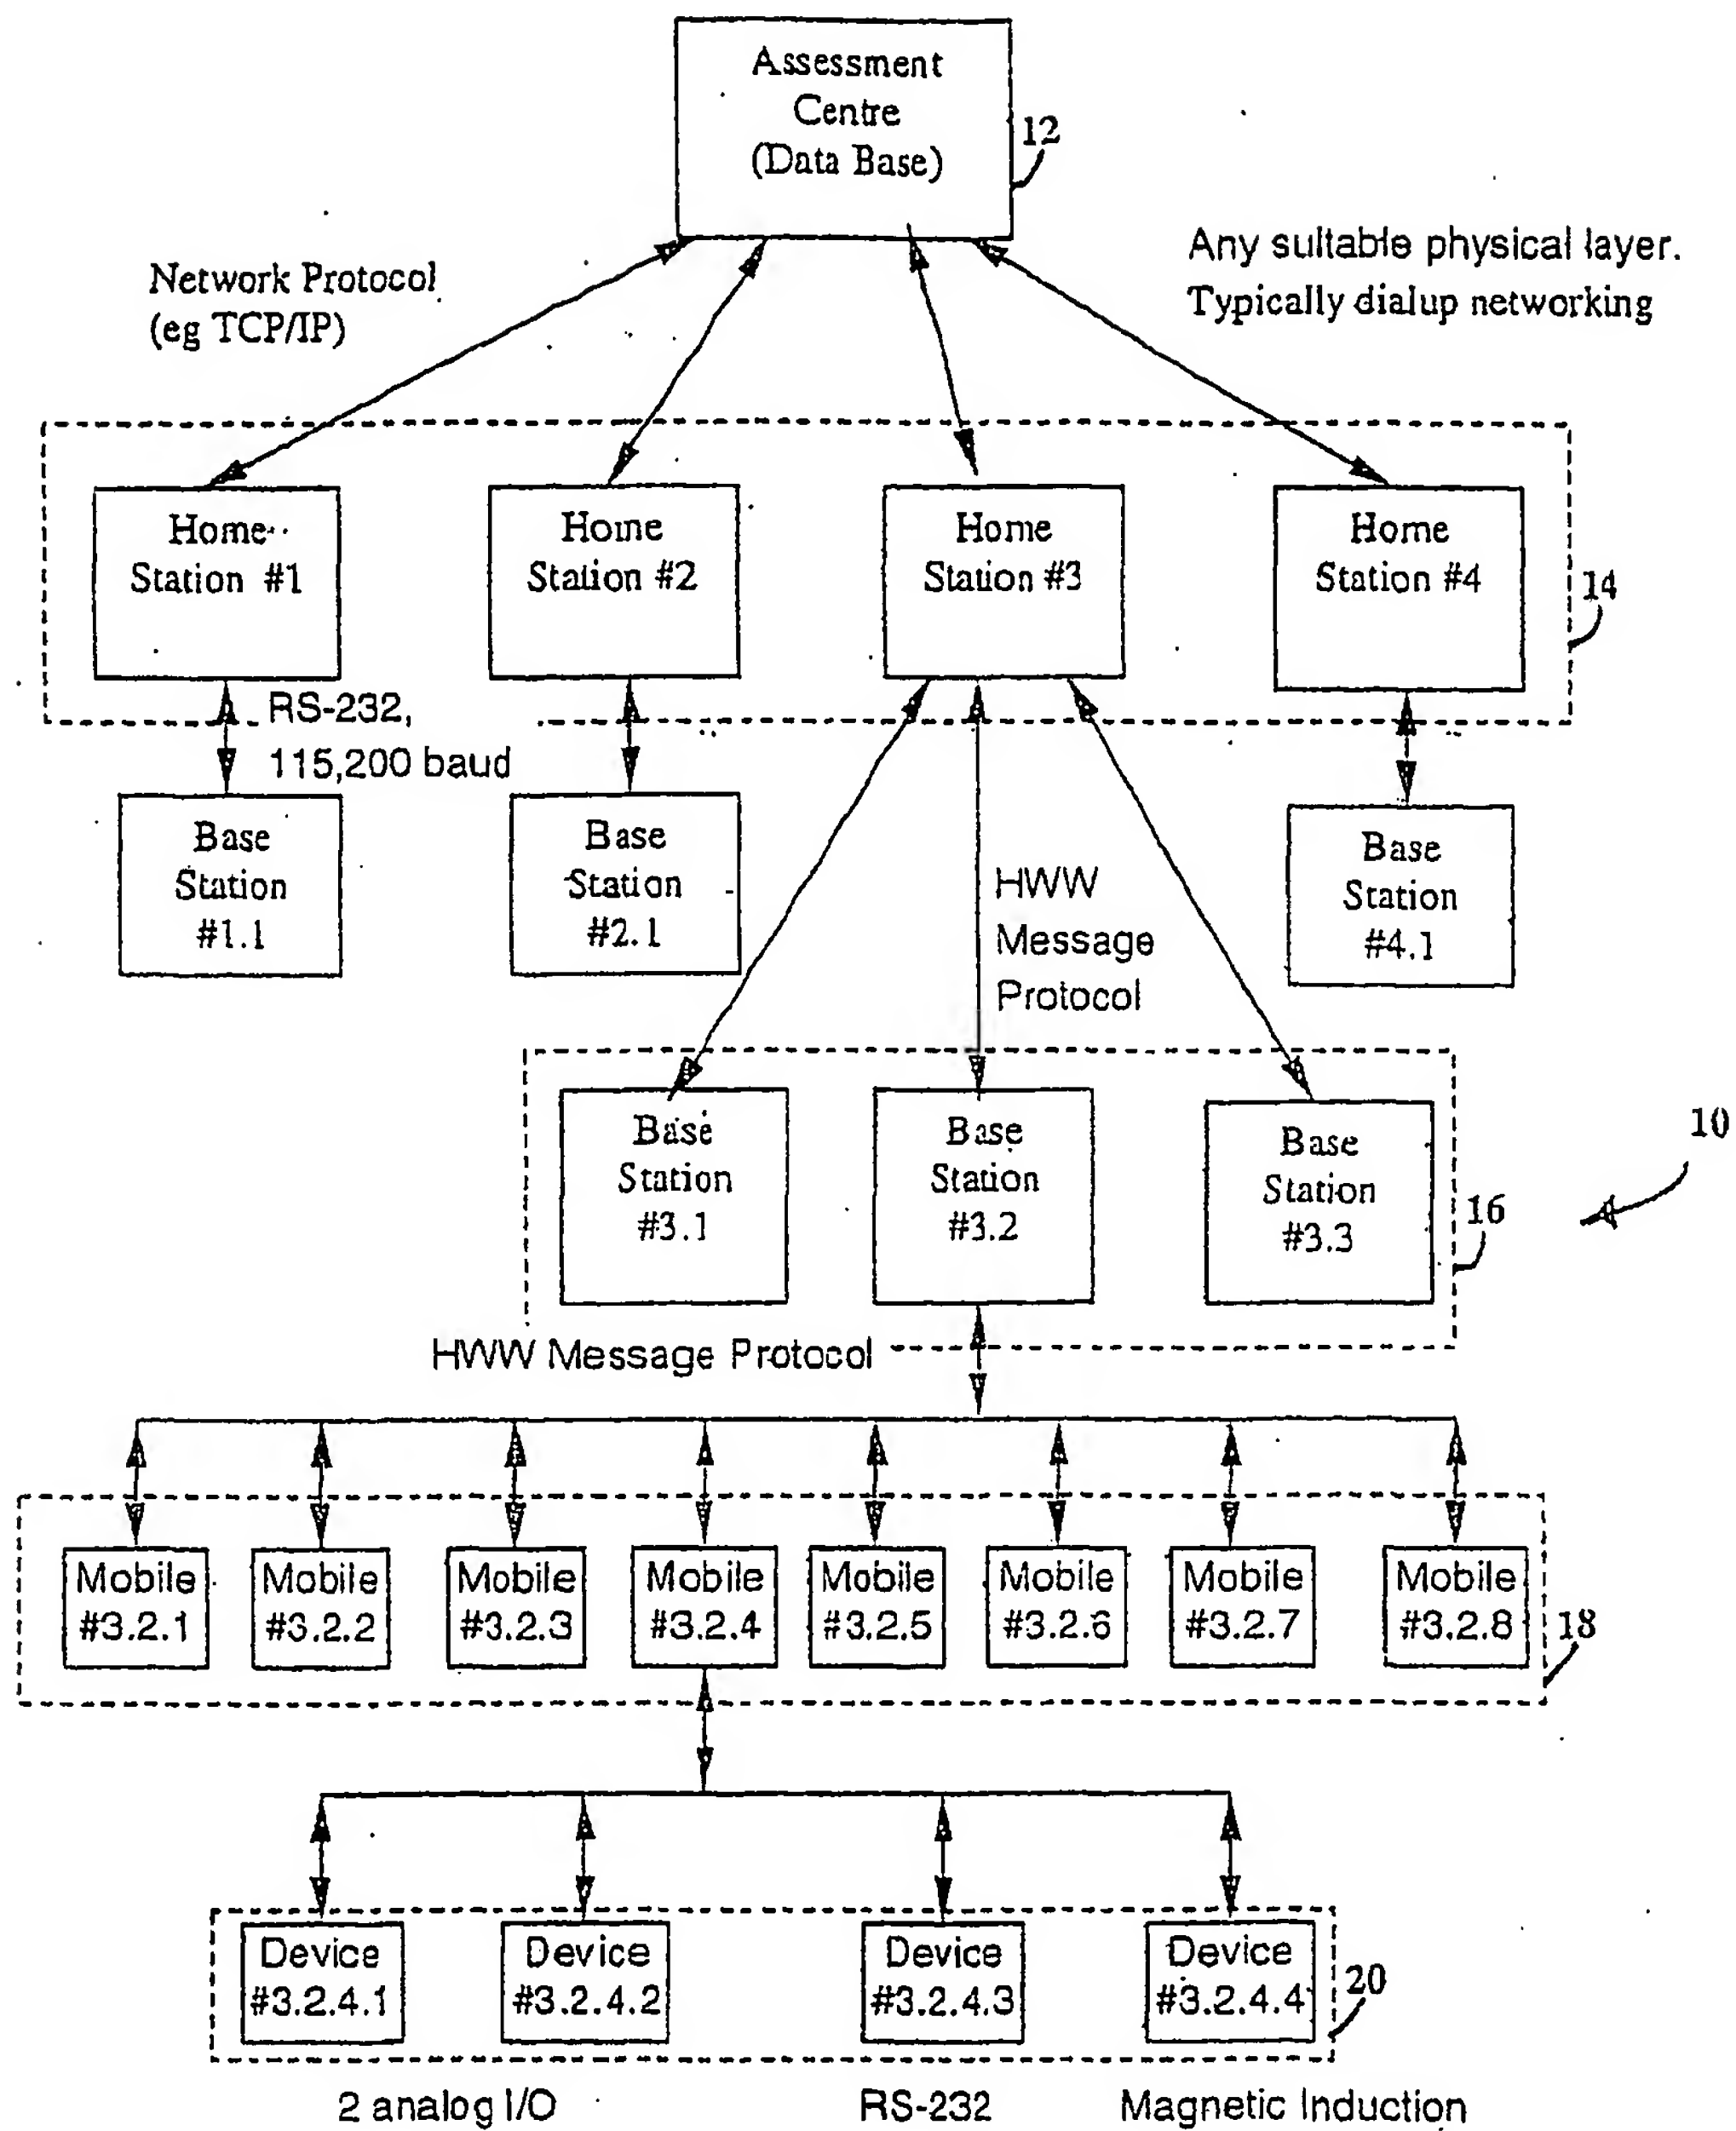 Assessment
Centre
(Data Base)
12
Network Protocol
(eg TCP/IP)
Any suitable physical layer.
Typically dialup networking
Home
Station #1
Home
Station #2
Home
Station #3
Home
Station #4
14
RS-232,
115,200 baud
Base
Station
#1.1
Base
Station
#2.1
HWW
Message
Protocol
Base
Station
#4.1
Base
Station
#3.1
Base
Station
#3.2
Base
Station
#3.3
16
10
HWW Message Protocol
Mobile
#3.2.1
Mobile
#3.2.2
Mobile
#3.2.3
Mobile
#3.2.4
Mobile
#3.2.5
Mobile
#3.2.6
Mobile
#3.2.7
Mobile
#3.2.8
18
Device
#3.2.4.1
Device
#3.2.4.2
Device
#3.2.4.3
Device
#3.2.4.4
20
2 analog I/O
RS-232
Magnetic Induction